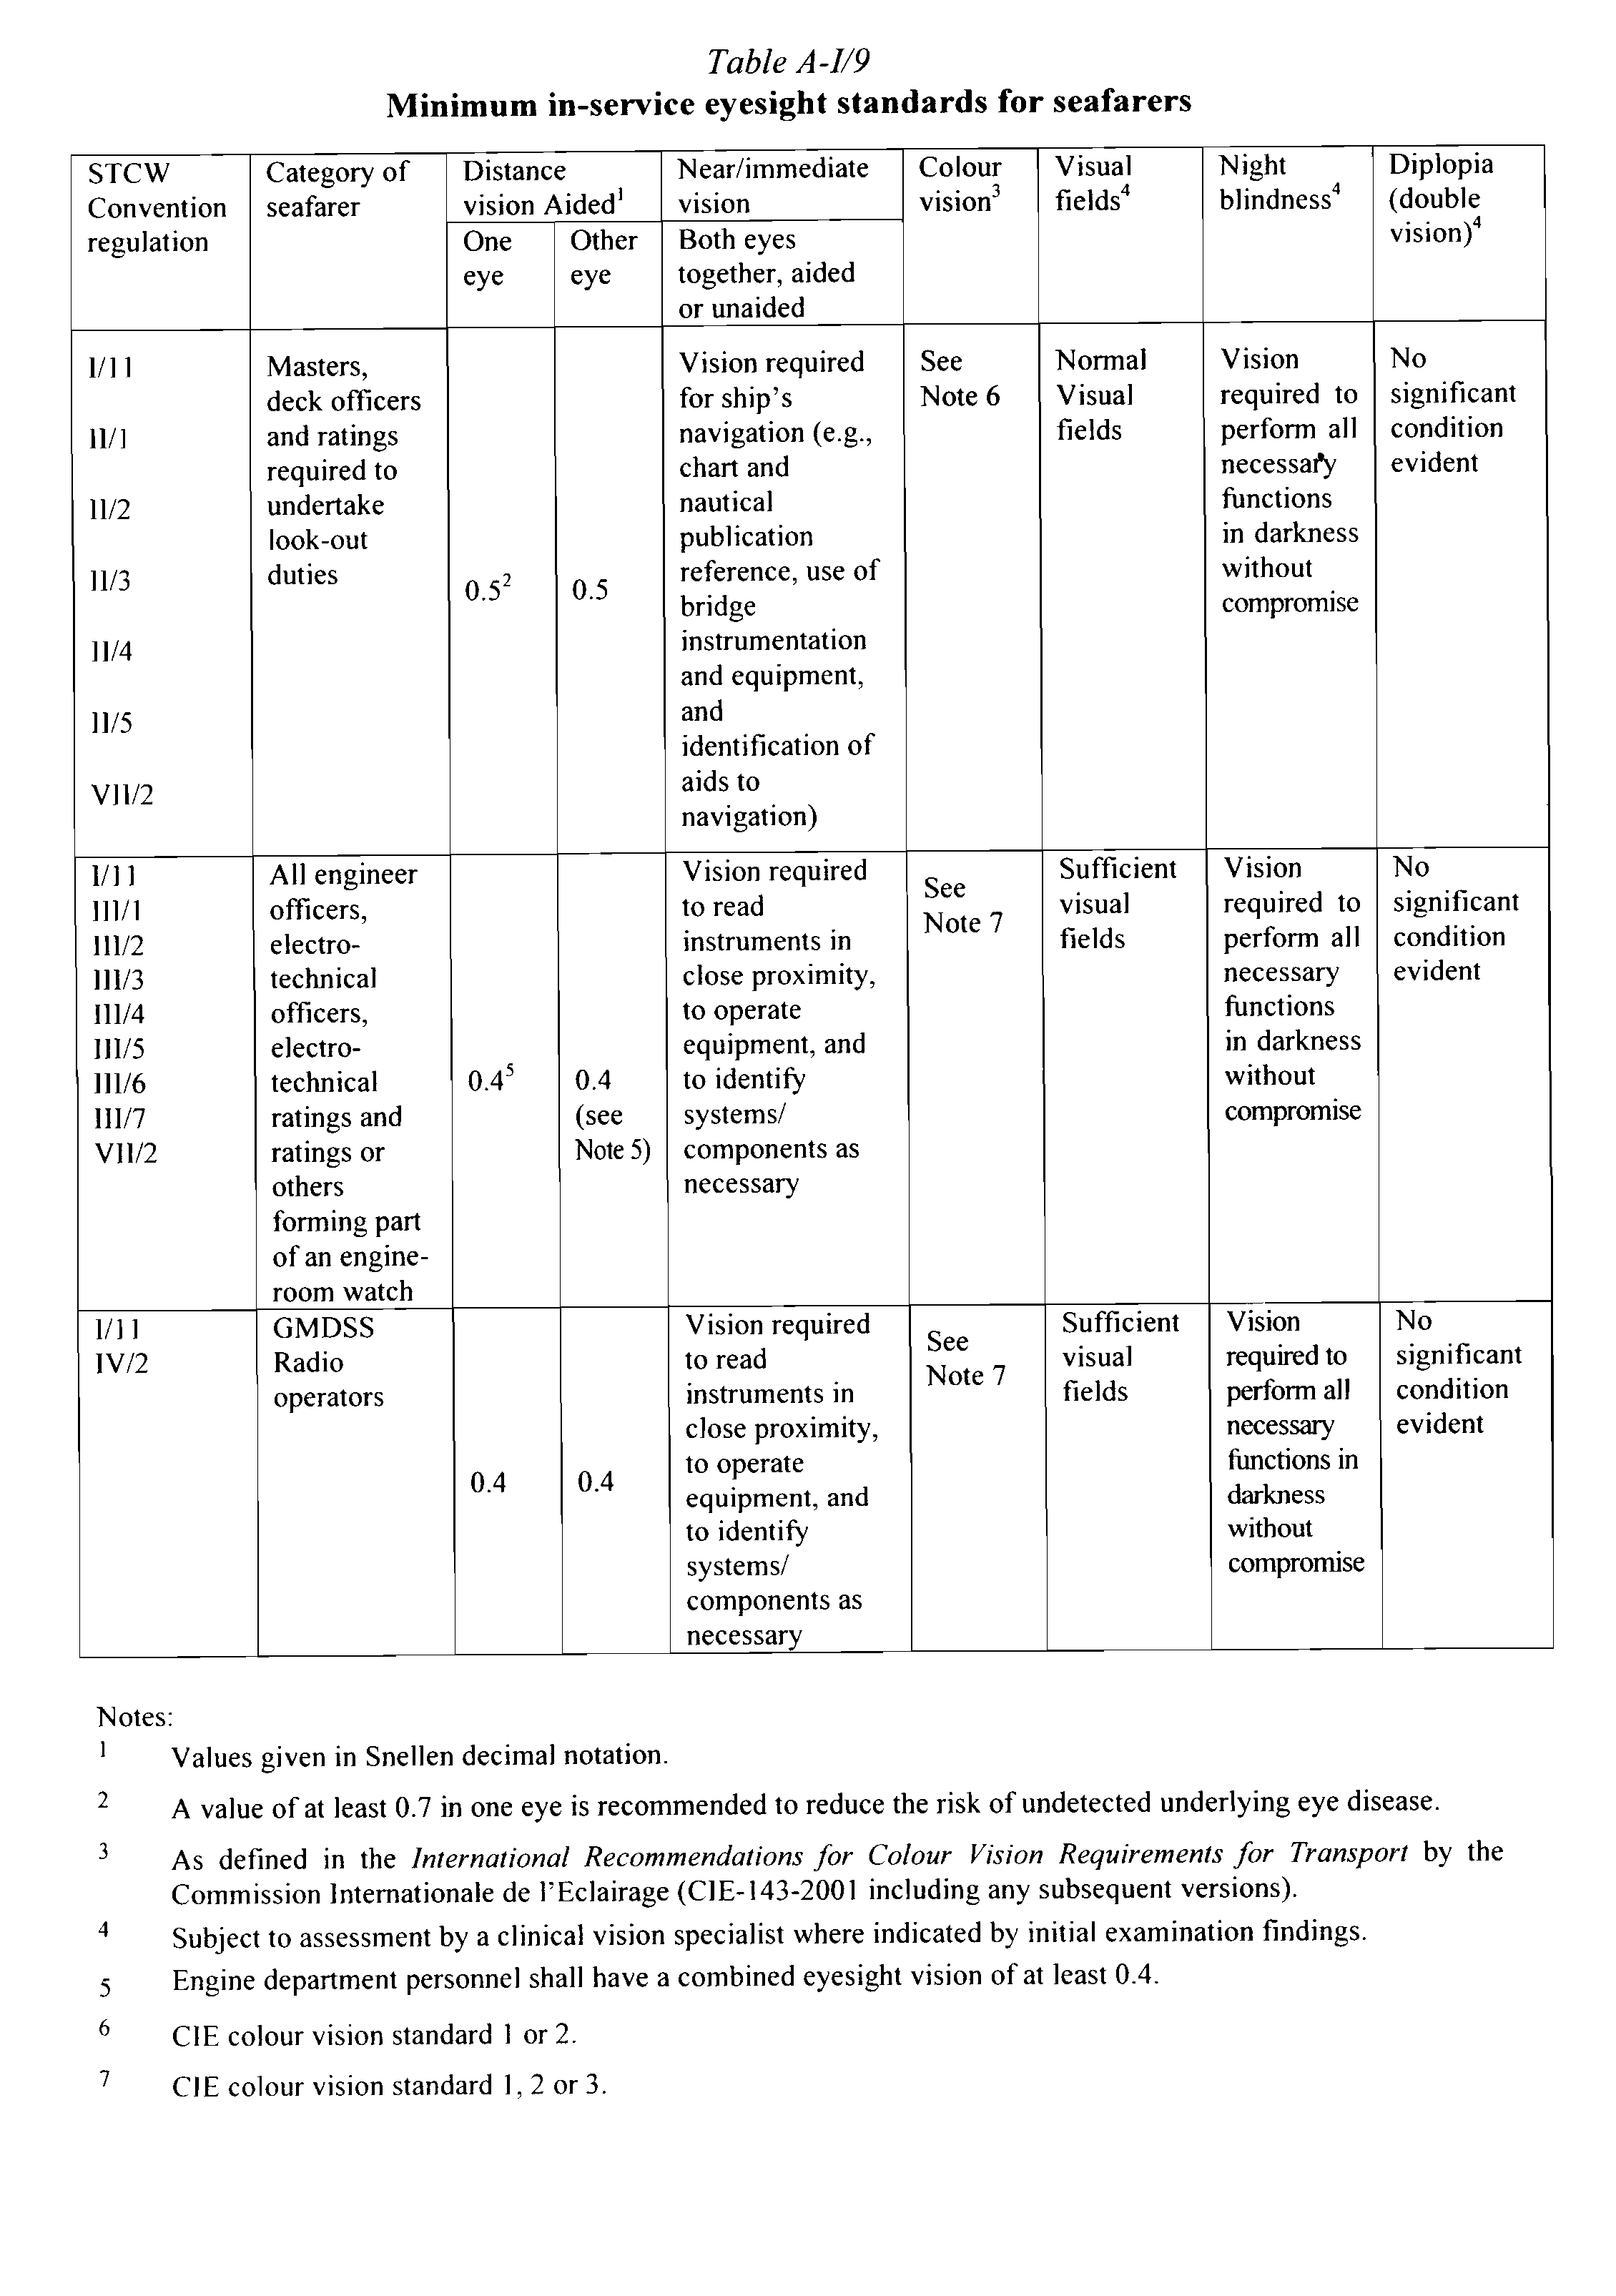 Table A-I/9
Minimum in-service eyesight standards for seafarers
STCW
Convention
regulation
Category of
seafarer
Distance
vision Aided¹
One
eye
Other
eye
Near/immediate
vision
Both eyes
together, aided
or unaided
Colour
vision³
Visual
fields⁴
Night
blindness⁴
Diplopia
(double
vision)⁴
I/11
II/1
II/2
II/3
II/4
II/5
VII/2
Masters,
deck officers
and ratings
required to
undertake
look-out
duties
0.5²
0.5
Vision required
for ship's
navigation (e.g.,
chart and
nautical
publication
reference, use of
bridge
instrumentation
and equipment,
and
identification of
aids to
navigation)
See
Note 6
Normal
Visual
fields
Vision
required to
perform all
necessary
functions
in darkness
without
compromise
No
significant
condition
evident
I/11
III/1
III/2
III/3
III/4
III/5
III/6
III/7
VII/2
All engineer
officers,
electro-
technical
officers,
electro-
technical
ratings and
ratings or
others
forming part
of an engine-
room watch
0.4⁵
0.4
(see
Note 5)
Vision required
to read
instruments in
close proximity,
to operate
equipment, and
to identify
systems/
components as
necessary
See
Note 7
Sufficient
visual
fields
Vision
required to
perform all
necessary
functions
in darkness
without
compromise
No
significant
condition
evident
I/11
IV/2
GMDSS
Radio
operators
0.4
0.4
Vision required
to read
instruments in
close proximity,
to operate
equipment, and
to identify
systems/
components as
necessary
See
Note 7
Sufficient
visual
fields
Vision
required to
perform all
necessary
functions in
darkness
without
compromise
No
significant
condition
evident
Notes:
1 Values given in Snellen decimal notation.
2 A value of at least 0.7 in one eye is recommended to reduce the risk of undetected underlying eye disease.
3 As defined in the International Recommendations for Colour Vision Requirements for Transport by the
Commission Internationale de l'Eclairage (CIE-143-2001 including any subsequent versions).
4 Subject to assessment by a clinical vision specialist where indicated by initial examination findings.
5 Engine department personnel shall have a combined eyesight vision of at least 0.4.
6 CIE colour vision standard 1 or 2.
7 CIE colour vision standard 1, 2 or 3.